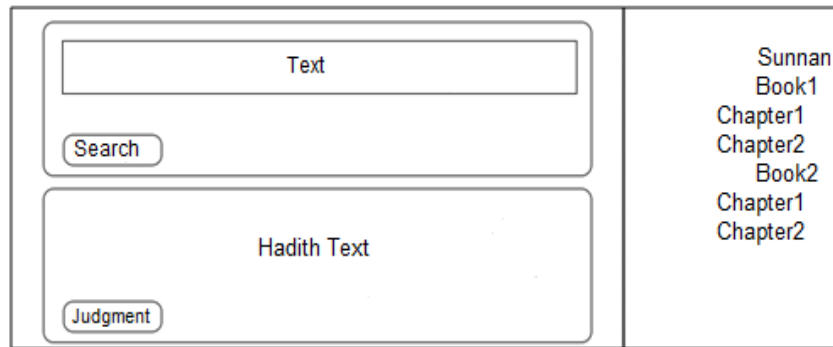 Text
Search
Hadith Text
Judgment
Sunnan
Book1
Chapter1
Chapter2
Book2
Chapter1
Chapter2